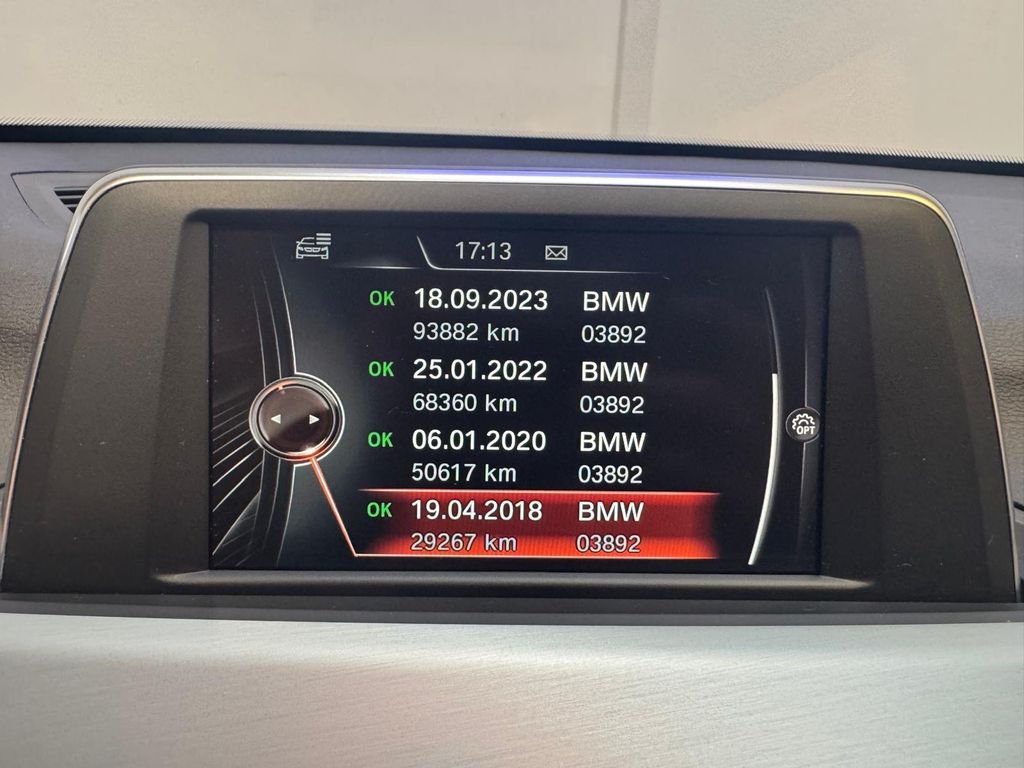 17:13
OK 18.09.2023 BMW
93882 km 03892
OK 25.01.2022 BMW
68360 km 03892
OK 06.01.2020 BMW
50617 km 03892
OK 19.04.2018 BMW
29267 km 03892
OPT